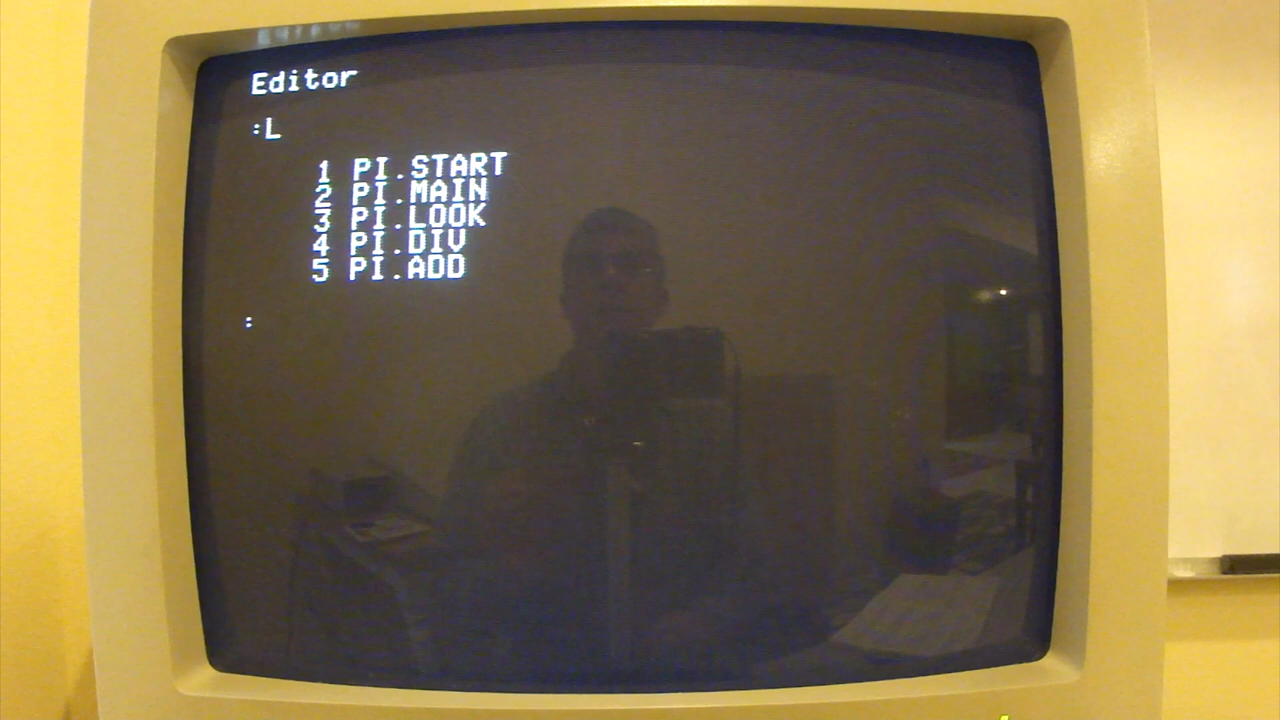 Editor
:L
1 PI.START
2 PI.MAIN
3 PI.LOOK
4 PI.DIV
5 PI.ADD
: